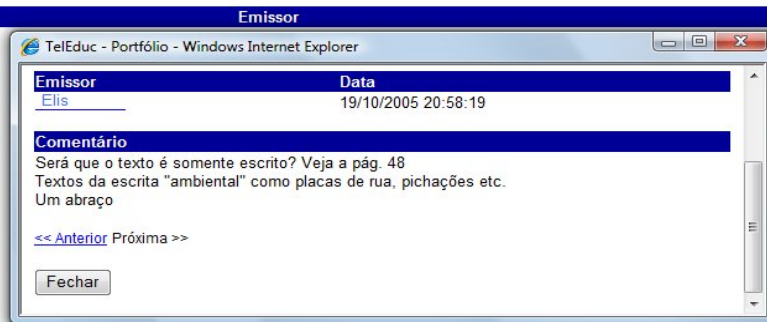 Emissor
TelEduc - Portfólio - Windows Internet Explorer
Emissor Data
Elis 19/10/2005 20:58:19
Comentário
Será que o texto é somente escrito? Veja a pág. 48
Textos da escrita "ambiental" como placas de rua, pichações etc.
Um abraço
<< Anterior Próxima >>
Fechar